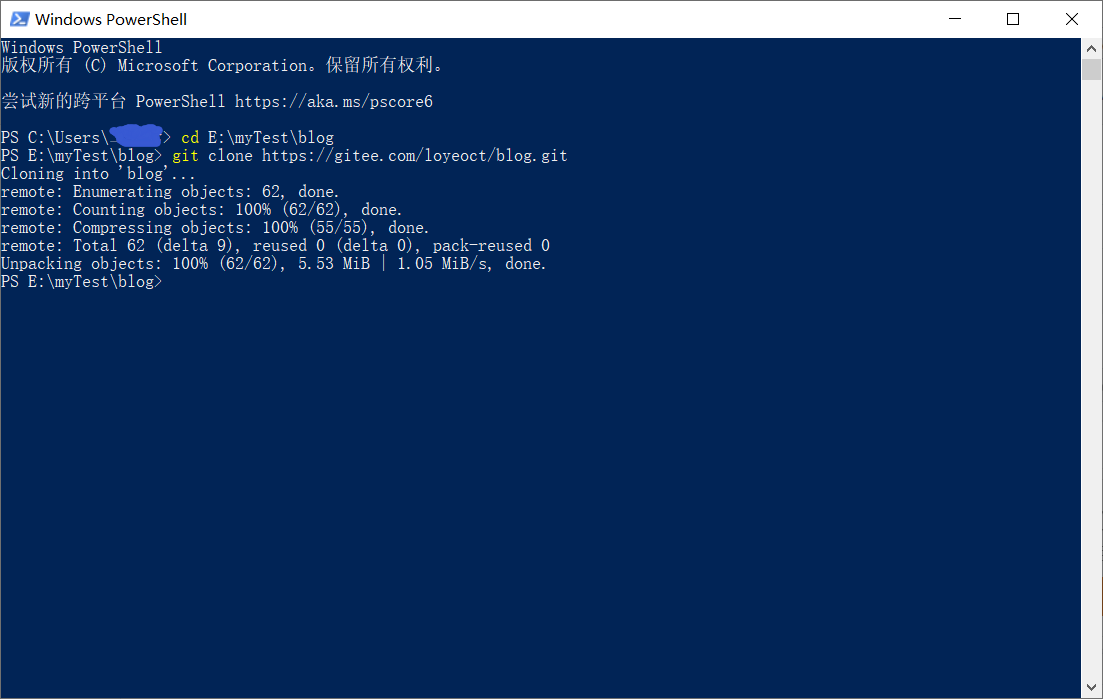 Windows PowerShell
Windows PowerShell
版权所有 (C) Microsoft Corporation。保留所有权利。
尝试新的跨平台 PowerShell https://aka.ms/pscore6
PS C:\Users\> cd E:\myTest\blog
PS E:\myTest\blog> git clone https://gitee.com/loyeoct/blog.git
Cloning into 'blog'...
remote: Enumerating objects: 62, done.
remote: Counting objects: 100% (62/62), done.
remote: Compressing objects: 100% (55/55), done.
remote: Total 62 (delta 9), reused 0 (delta 0), pack-reused 0
Unpacking objects: 100% (62/62), 5.53 MiB | 1.05 MiB/s, done.
PS E:\myTest\blog>